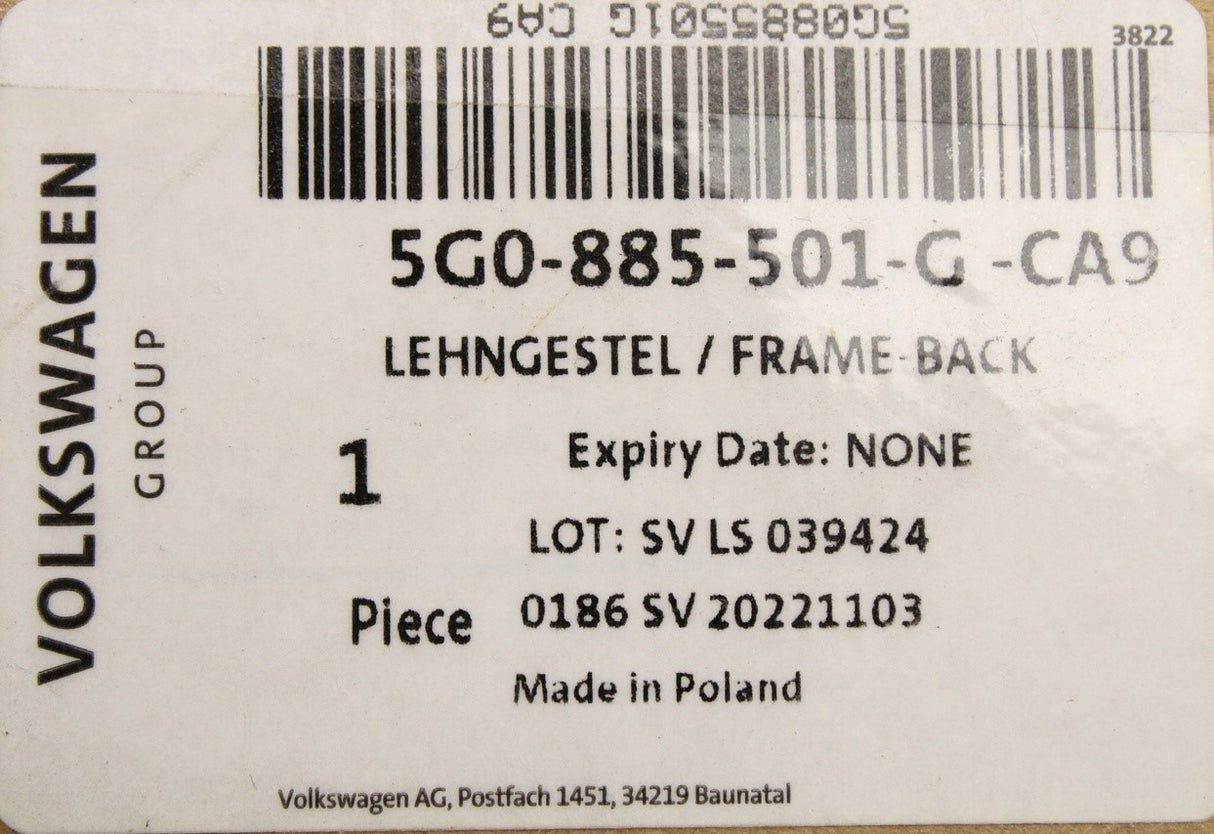 5G0885501G CA9
3822
5G0-885-501-G -CA9
LEHNGESTEL / FRAME-BACK
VOLKSWAGEN
GROUP
1
Expiry Date: NONE
LOT: SV LS 039424
Piece
0186 SV 20221103
Made in Poland
Volkswagen AG, Postfach 1451, 34219 Baunatal